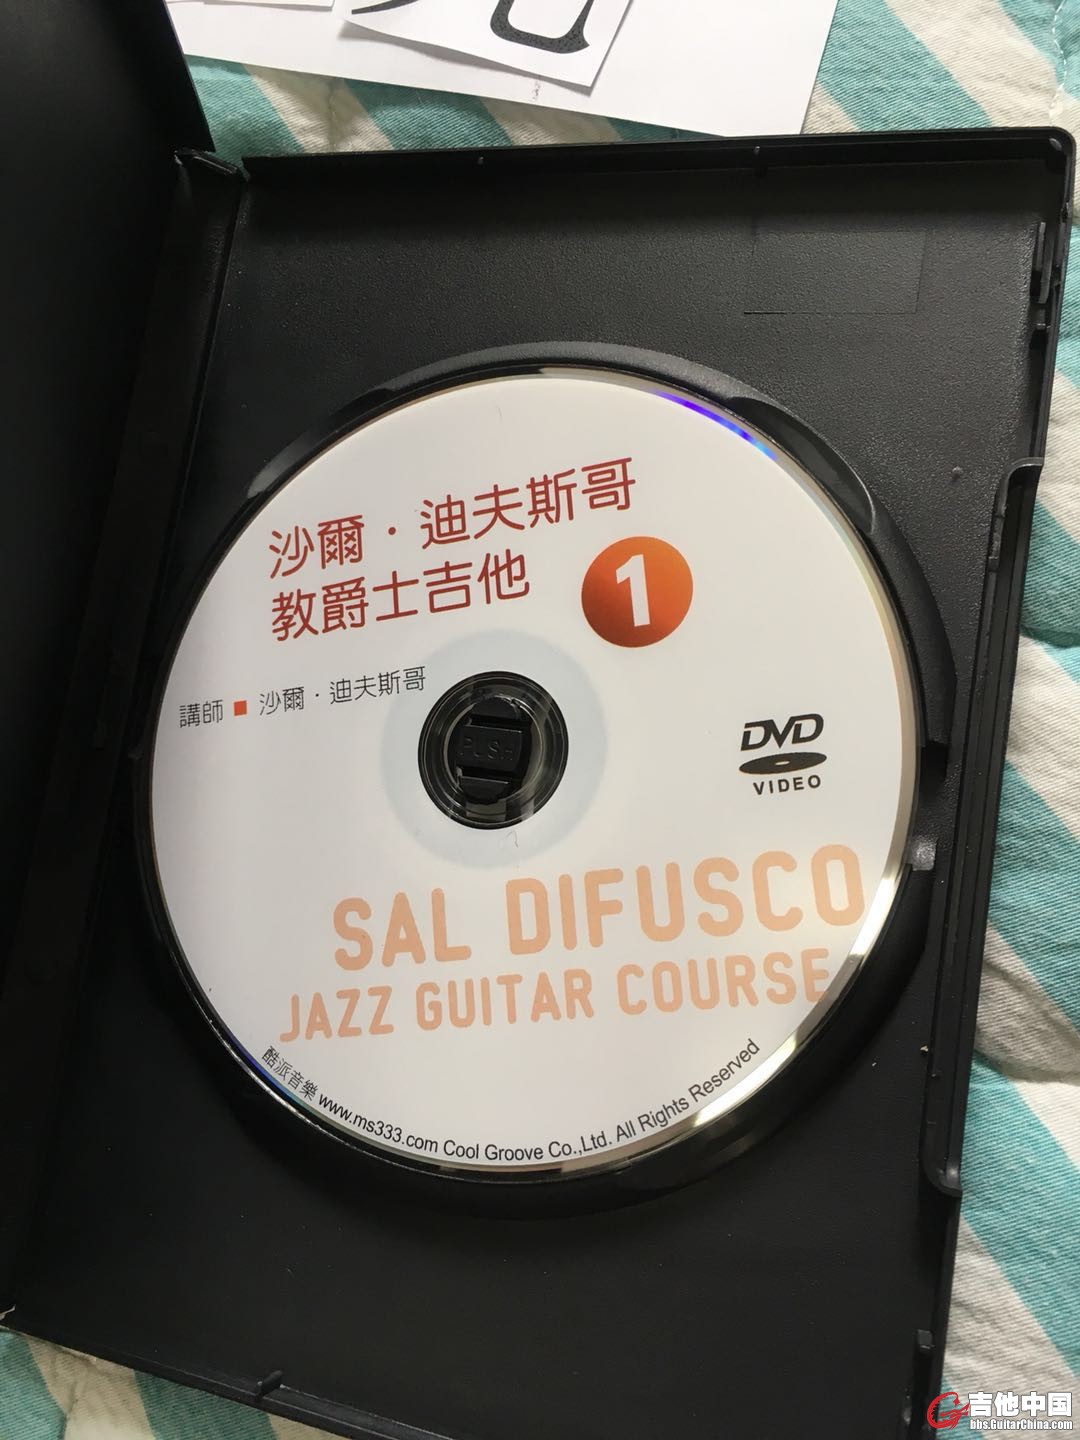 沙爾·迪夫斯哥
教爵士吉他
1
講師■沙爾·迪夫斯哥
PUSH
DVD
VIDEO
SAL DIFUSCO
JAZZ GUITAR COURSE
酷派音樂 www.ms333.com Cool Groove Co.,Ltd. All Rights Reserved
吉他中国
bbs.GuitarChina.com